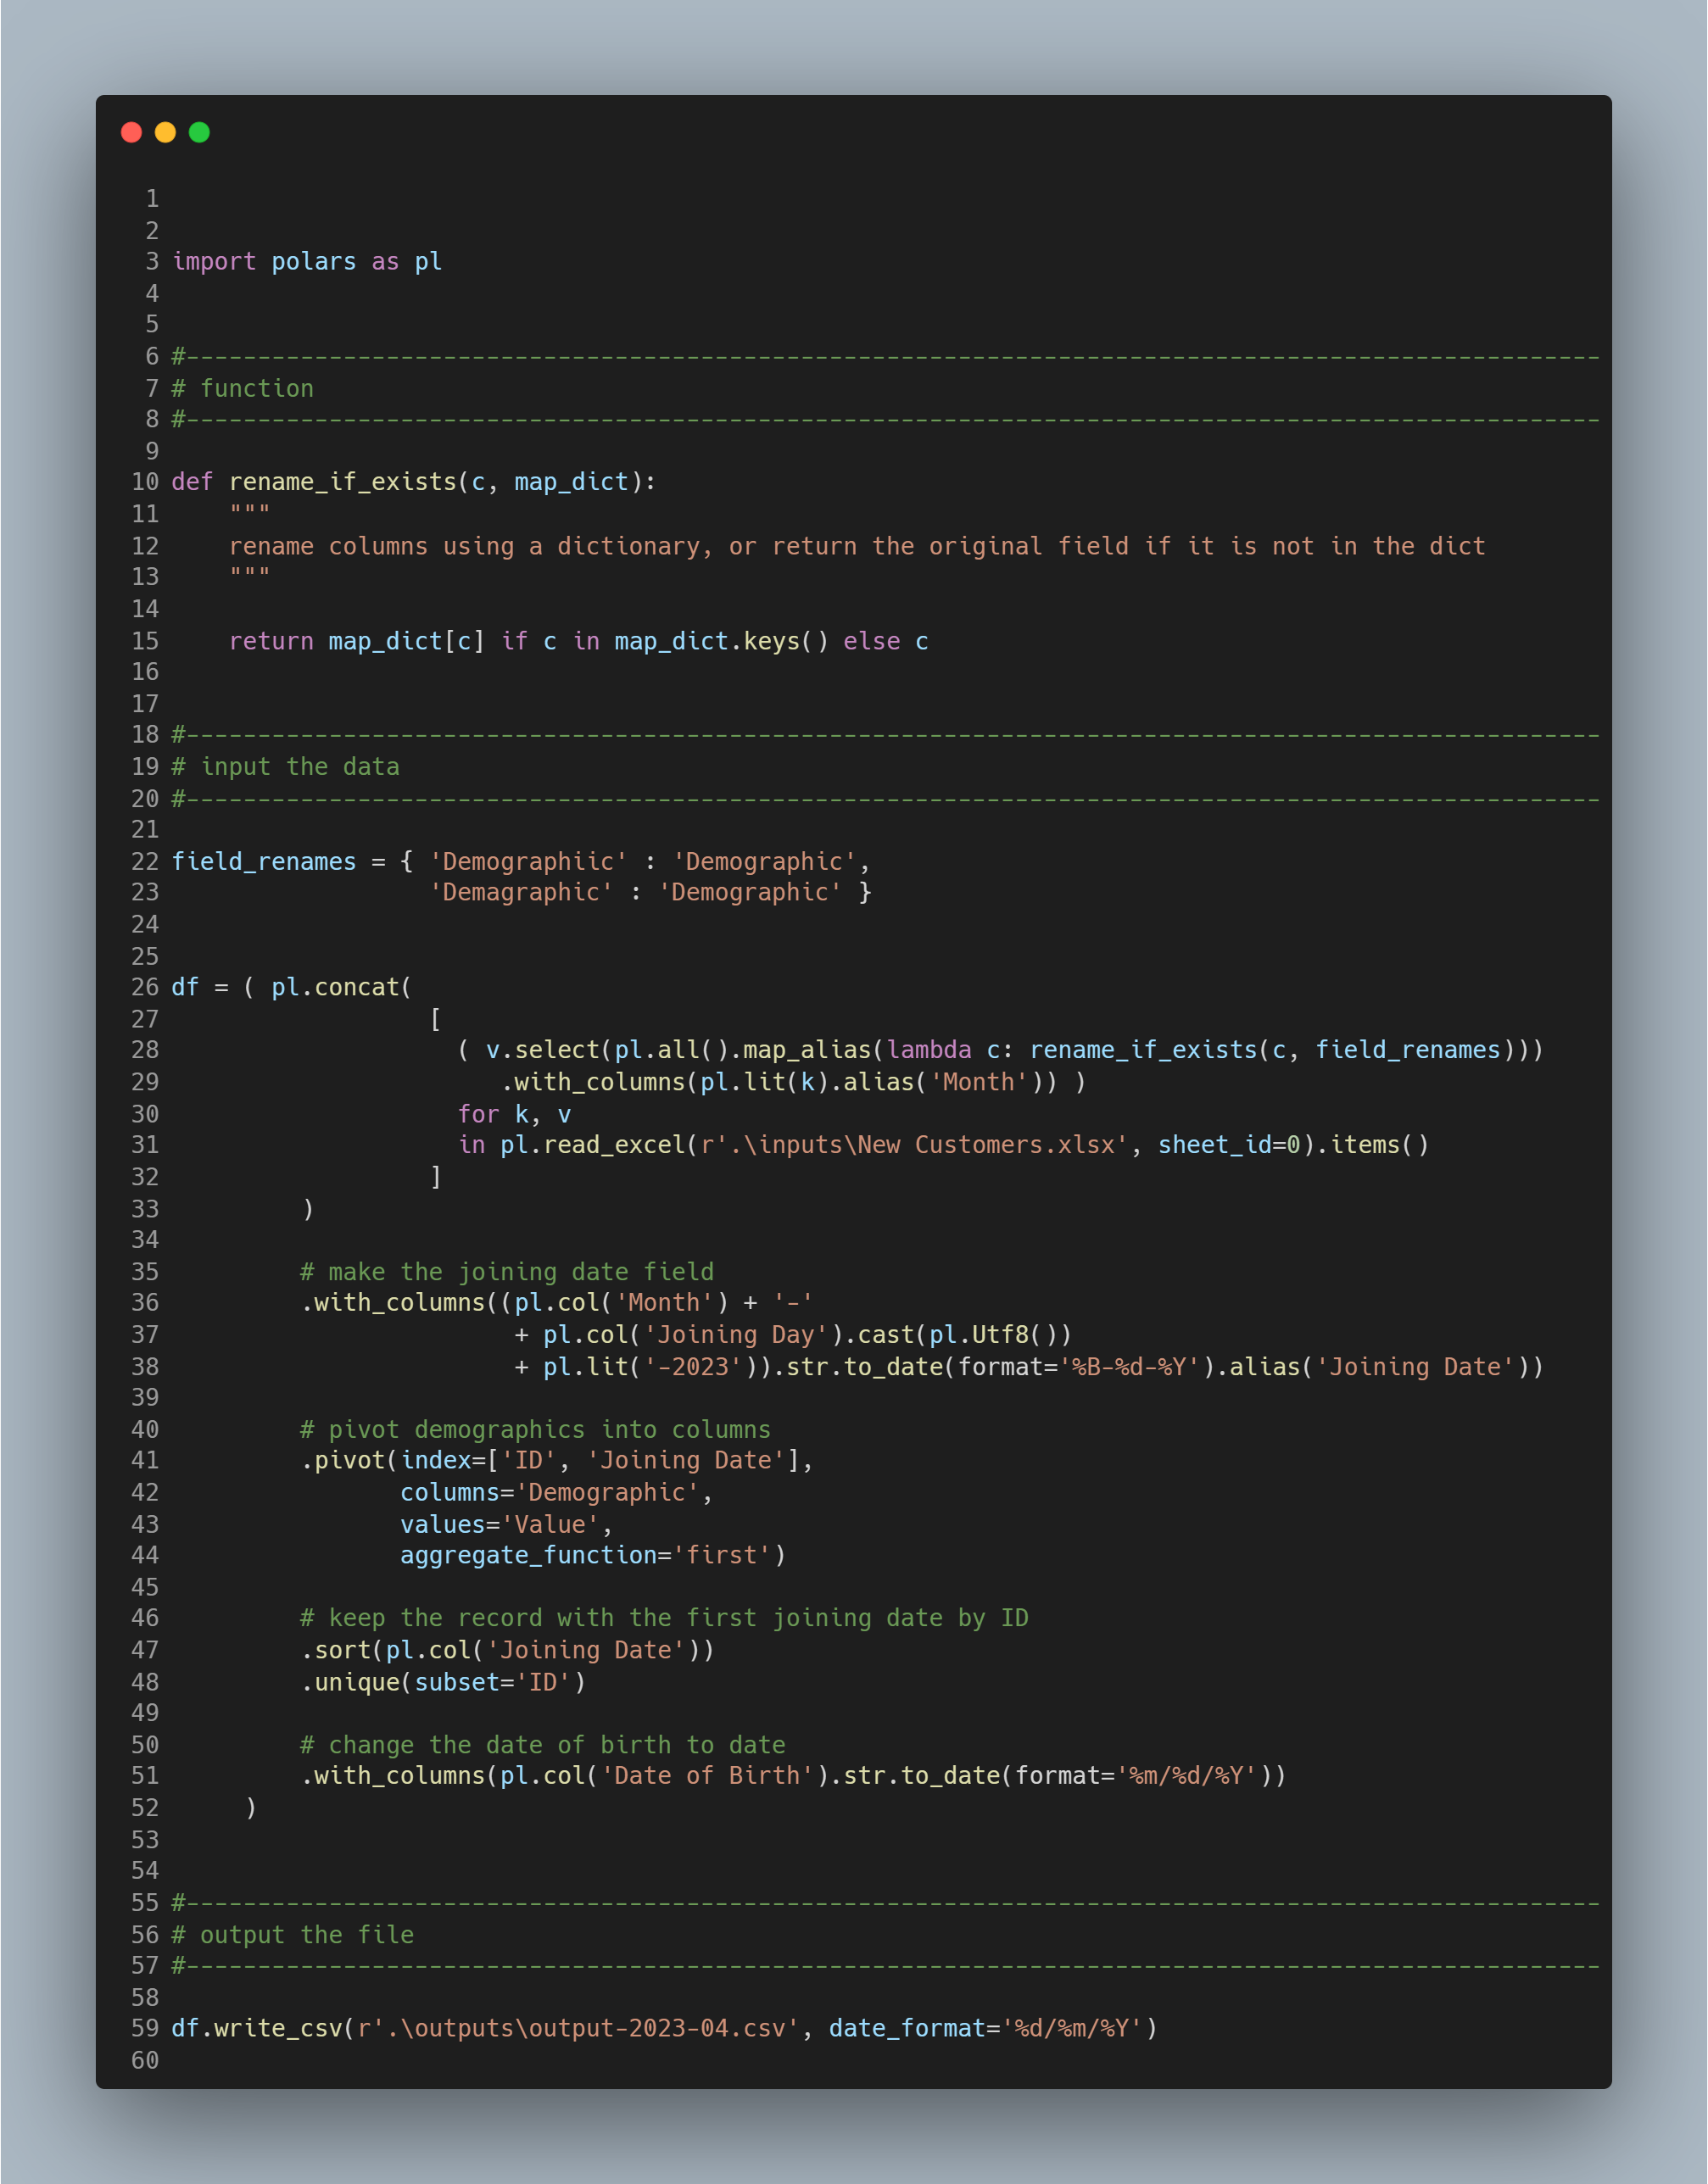 1
2
3 import polars as pl
4
5
6 #---------------------------------------------------------------------------------------------------
7 # function
8 #---------------------------------------------------------------------------------------------------
9
10 def rename_if_exists(c, map_dict):
11     """
12     rename columns using a dictionary, or return the original field if it is not in the dict
13     """
14
15     return map_dict[c] if c in map_dict.keys() else c
16
17
18 #---------------------------------------------------------------------------------------------------
19 # input the data
20 #---------------------------------------------------------------------------------------------------
21
22 field_renames = { 'Demographiic' : 'Demographic',
23                   'Demagraphic' : 'Demographic' }
24
25
26 df = ( pl.concat(
27                   [
28                     ( v.select(pl.all().map_alias(lambda c: rename_if_exists(c, field_renames)))
29                        .with_columns(pl.lit(k).alias('Month')) )
30                     for k, v
31                     in pl.read_excel(r'.\inputs\New Customers.xlsx', sheet_id=0).items()
32                   ]
33          )
34
35          # make the joining date field
36          .with_columns((pl.col('Month') + '-'
37                         + pl.col('Joining Day').cast(pl.Utf8())
38                         + pl.lit('-2023')).str.to_date(format='%B-%d-%Y').alias('Joining Date'))
39
40          # pivot demographics into columns
41          .pivot(index=['ID', 'Joining Date'],
42                 columns='Demographic',
43                 values='Value',
44                 aggregate_function='first')
45
46          # keep the record with the first joining date by ID
47          .sort(pl.col('Joining Date'))
48          .unique(subset='ID')
49
50          # change the date of birth to date
51          .with_columns(pl.col('Date of Birth').str.to_date(format='%m/%d/%Y'))
52      )
53
54
55 #---------------------------------------------------------------------------------------------------
56 # output the file
57 #---------------------------------------------------------------------------------------------------
58
59 df.write_csv(r'.\outputs\output-2023-04.csv', date_format='%d/%m/%Y')
60